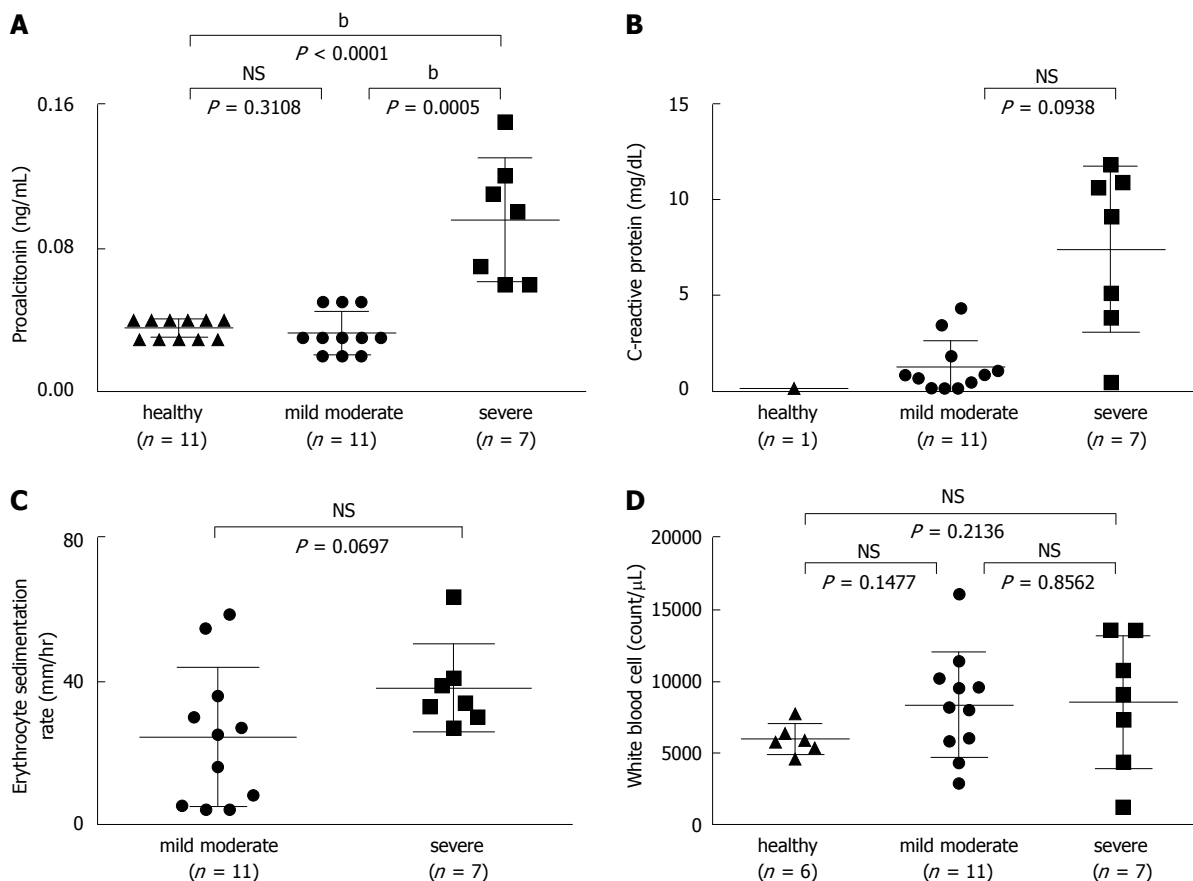 A
b
P < 0.0001
NS
b
P = 0.3108
P = 0.0005
0.16
0.08
0.00
Procalcitonin (ng/mL)
healthy
mild moderate
severe
(n = 11)
(n = 11)
(n = 7)
B
NS
P = 0.0938
15
10
5
0
C-reactive protein (mg/dL)
healthy
mild moderate
severe
(n = 1)
(n = 11)
(n = 7)
C
NS
P = 0.0697
80
40
0
Erythrocyte sedimentation
rate (mm/hr)
mild moderate
severe
(n = 11)
(n = 7)
D
NS
P = 0.2136
NS
NS
P = 0.1477
P = 0.8562
20000
15000
10000
5000
0
White blood cell (count/μL)
healthy
mild moderate
severe
(n = 6)
(n = 11)
(n = 7)